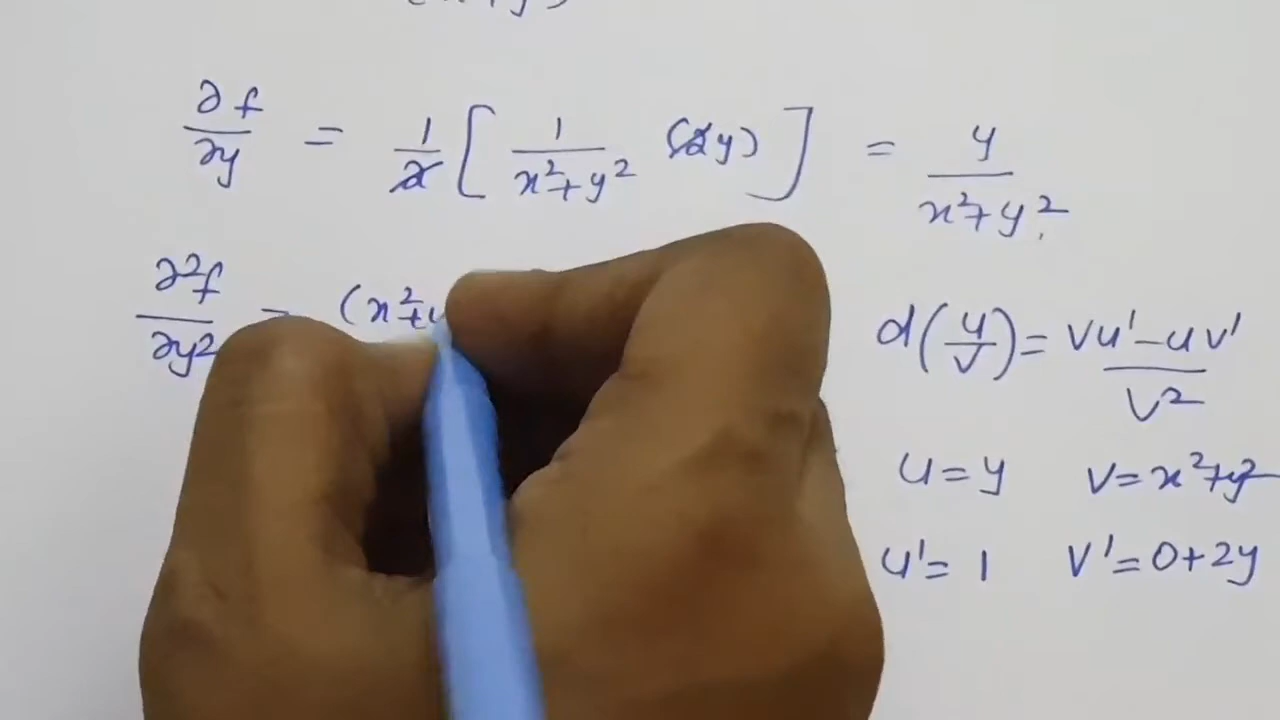 ∂f/∂y = 1/2 [ 1/(x²+y²) (2y) ] = y/(x²+y²)
∂²f/∂y² = (x²+y
d(u/v) = (vu' - uv')/v²
u = y v = x²+y²
u' = 1 v' = 0+2y